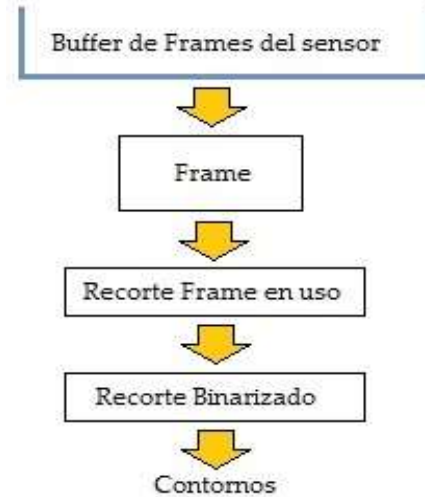 Buffer de Frames del sensor
Frame
Recorte Frame en uso
Recorte Binarizado
Contornos